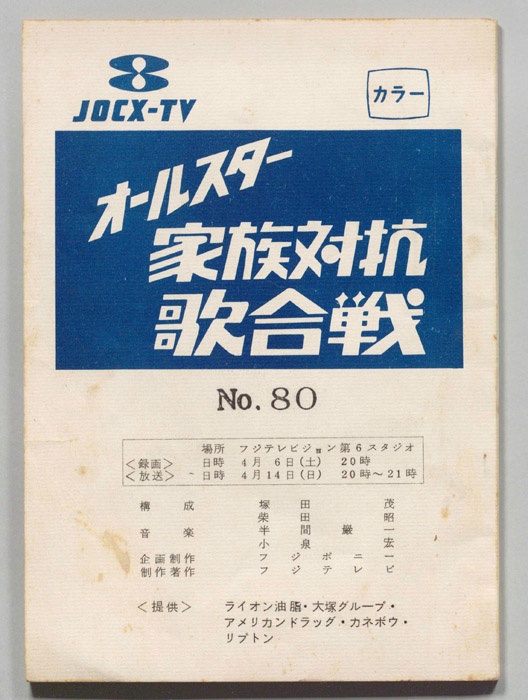 JOCX-TV
カラー
オールスター
家族対抗
歌合戦
No. 80
場所 フジテレビジョン第6スタジオ
<録画> 日時 4月 6日(土) 20時
<放送> 日時 4月14日(日) 20時～21時
構成 塚田茂
柴田昭
音楽 半間巌一
小泉宏
企画制作 フジポニー
制作著作 フジテレビ
<提供> ライオン油脂・大塚グループ・
アメリカンドラッグ・カネボウ・
リプトン